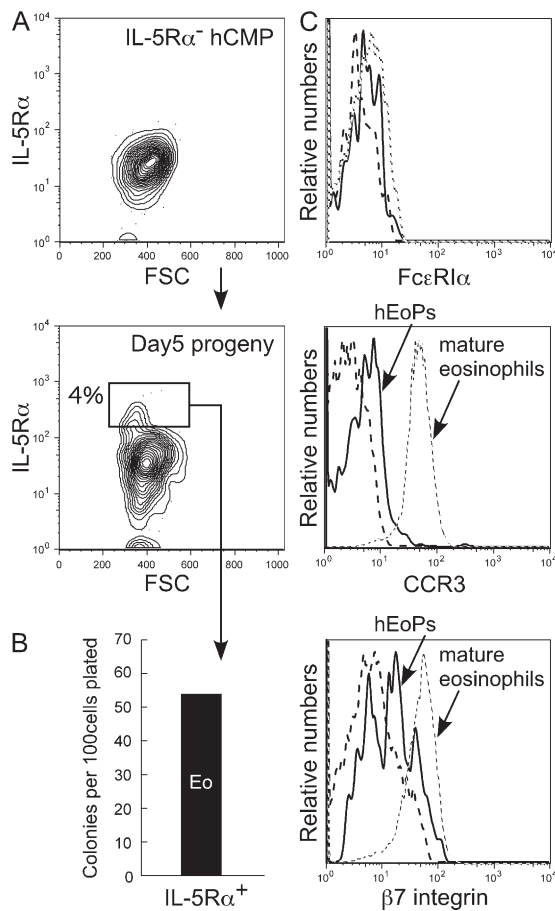 A
IL-5Rα⁻ hCMP
IL-5Rα
10⁴
10³
10²
10¹
10⁰
0 200 400 600 800 1000
FSC
Day5 progeny
4%
IL-5Rα
10⁴
10³
10²
10¹
10⁰
0 200 400 600 800 1000
FSC
B
Colonies per 100cells plated
70
60
50
40
30
20
10
0
Eo
IL-5Rα⁺
C
Relative numbers
10⁰ 10¹ 10² 10³ 10⁴
FcεRIα
hEoPs
mature
eosinophils
Relative numbers
10⁰ 10¹ 10² 10³ 10⁴
CCR3
hEoPs
mature
eosinophils
Relative numbers
10⁰ 10¹ 10² 10³ 10⁴
β7 integrin